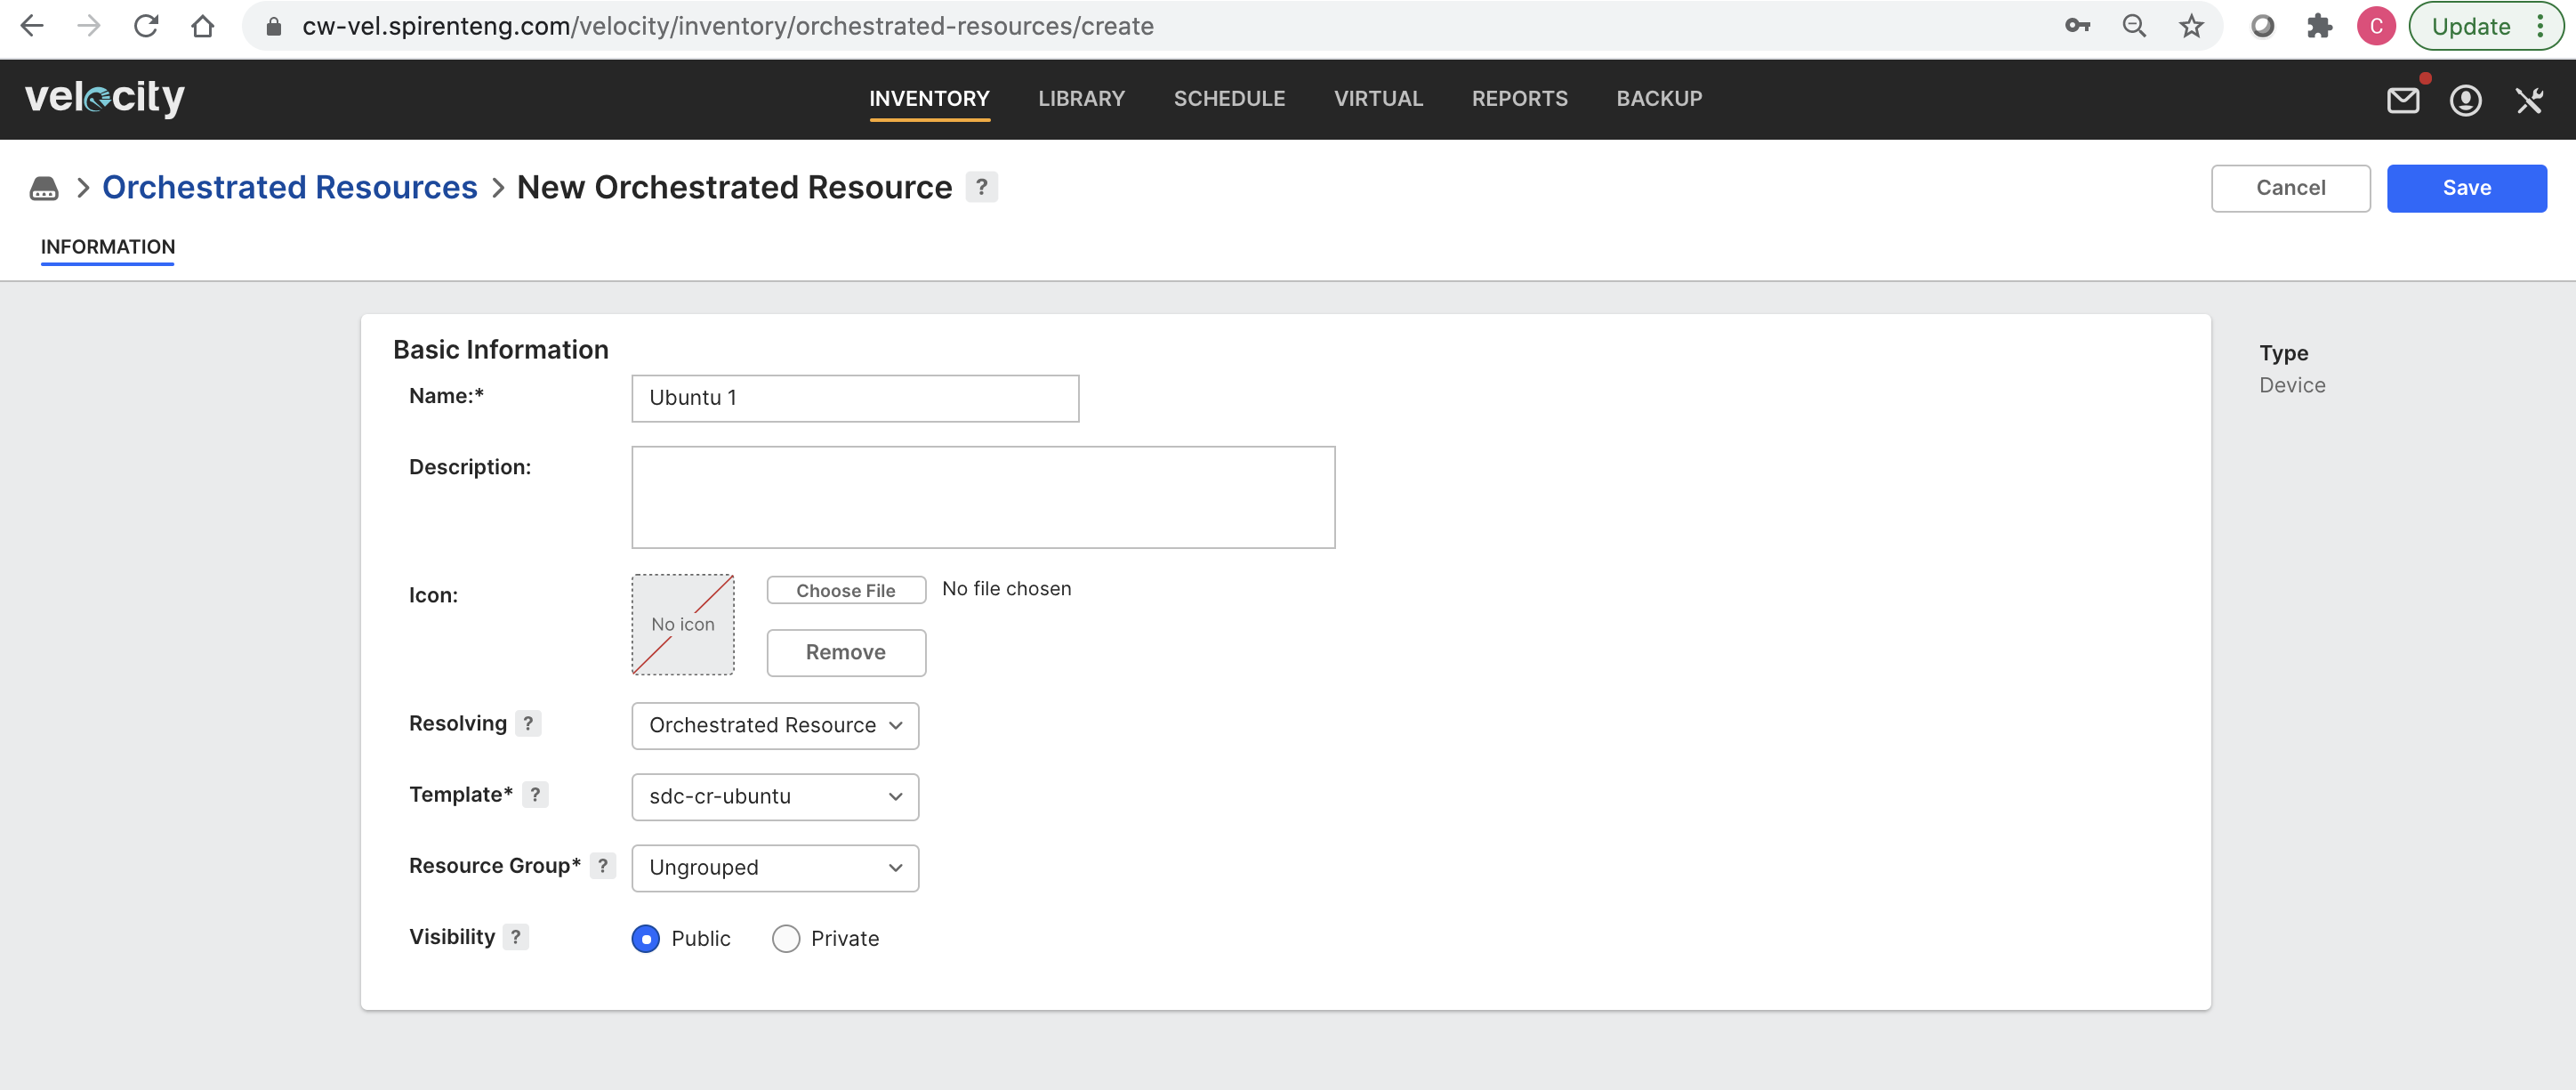 cw-vel.spirenteng.com/velocity/inventory/orchestrated-resources/create
C
Update
velocity
INVENTORY LIBRARY SCHEDULE VIRTUAL REPORTS BACKUP
> Orchestrated Resources > New Orchestrated Resource ?
Cancel Save
INFORMATION
Basic Information
Name:* Ubuntu 1
Description:
Icon: No icon Choose File No file chosen
Remove
Resolving ? Orchestrated Resource
Template* ? sdc-cr-ubuntu
Resource Group* ? Ungrouped
Visibility ? Public Private
Type
Device